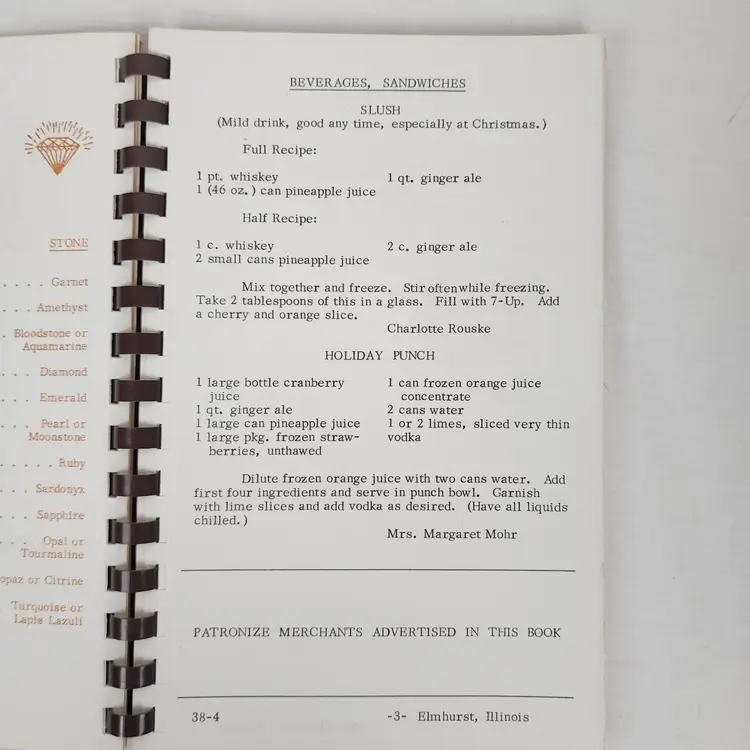 STONE
. . . . Garnet
. . . Amethyst
. Bloodstone or
Aquamarine
. . . Diamond
. . . Emerald
. . . Pearl or
Moonstone
. . . . . Ruby
. . . Sardonyx
. . . Sapphire
. . . Opal or
Tourmaline
opaz or Citrine
Turquoise or
Lapis Lazuli
BEVERAGES, SANDWICHES
SLUSH
(Mild drink, good any time, especially at Christmas.)
Full Recipe:
1 pt. whiskey 1 qt. ginger ale
1 (46 oz.) can pineapple juice
Half Recipe:
1 c. whiskey 2 c. ginger ale
2 small cans pineapple juice
Mix together and freeze. Stir often while freezing.
Take 2 tablespoons of this in a glass. Fill with 7-Up. Add
a cherry and orange slice.
Charlotte Rouske
HOLIDAY PUNCH
1 large bottle cranberry
juice
1 qt. ginger ale
1 large can pineapple juice
1 large pkg. frozen straw-
berries, unthawed
1 can frozen orange juice
concentrate
2 cans water
1 or 2 limes, sliced very thin
vodka
Dilute frozen orange juice with two cans water. Add
first four ingredients and serve in punch bowl. Garnish
with lime slices and add vodka as desired. (Have all liquids
chilled.)
Mrs. Margaret Mohr
PATRONIZE MERCHANTS ADVERTISED IN THIS BOOK
38-4 -3- Elmhurst, Illinois